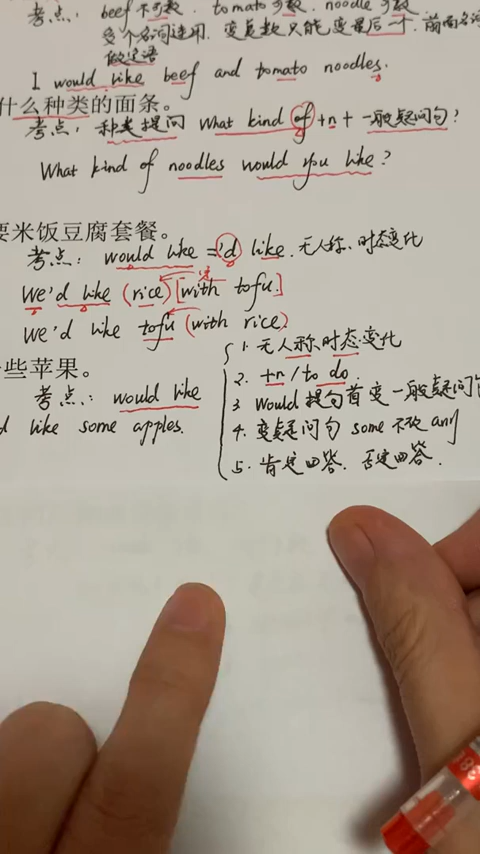 考点: beef 不可数. tomato 可数. noodle 可数
多个名词连用, 变复数只能变最后一个, 前面名词
做定语
I would like beef and tomato noodles.
什么种类的面条。
考点: 种类提问 What kind of + n + 一般疑问句?
What kind of noodles would you like?
要米饭豆腐套餐。
考点: would like ='d like. 无人称、时态变化
We'd like (rice) [with tofu.]
We'd like tofu (with rice).
些苹果。
考点: would like
d like some apples.
1. 无人称、时态变化
2. +n / to do.
3 Would 提句首变一般疑问句
4. 变疑问句 some 不改 any
5. 肯定回答. 否定回答.